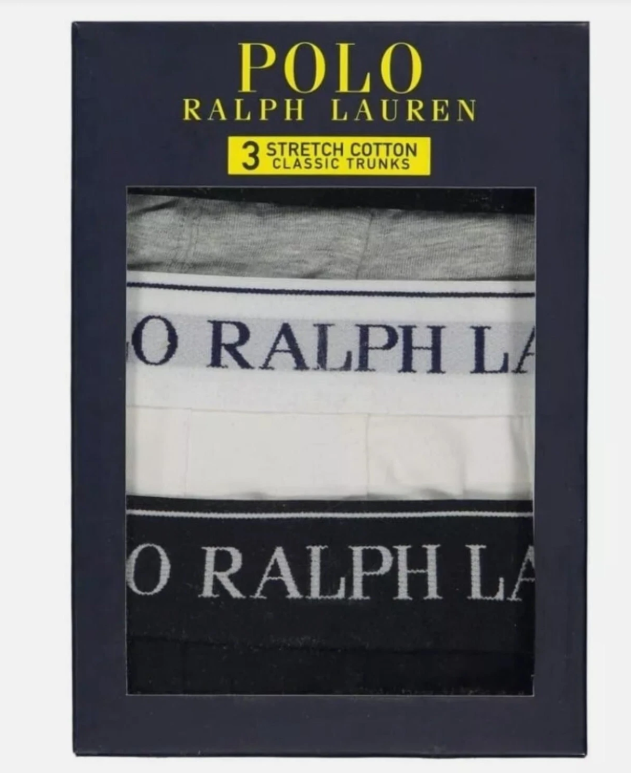 POLO
RALPH LAUREN
3 STRETCH COTTON
CLASSIC TRUNKS
O RALPH LA
O RALPH LA